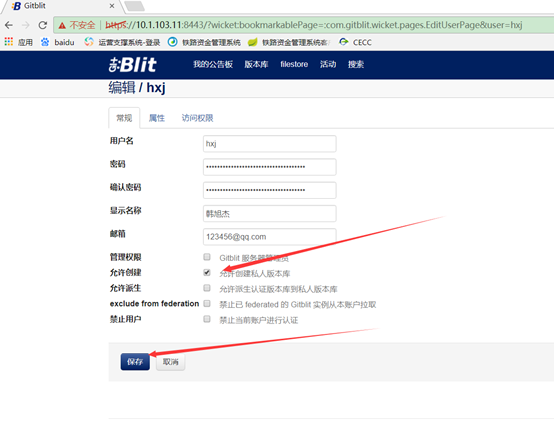 Gitblit
不安全 https://10.1.103.11:8443/?wicket:bookmarkablePage=:com.gitblit.wicket.pages.EditUserPage&user=hxj
应用 baidu 运营支撑系统-登录 铁路资金管理系统 铁路资金管理系统客 CECC
Blit 我的公告板 版本库 filestore 活动 搜索
编辑 / hxj
常规 属性 访问权限
用户名 hxj
密码 ••••••••••••••••••••••••••••••••••••
确认密码 ••••••••••••••••••••••••••••••••••••
显示名称 韩旭杰
邮箱 123456@qq.com
管理权限 Gitblit 服务器管理员
允许创建 允许创建私人版本库
允许派生 允许派生认证版本库到私人版本库
exclude from federation 禁止已 federated 的 Gitblit 实例从本账户拉取
禁止用户 禁止当前账户进行认证
保存 取消